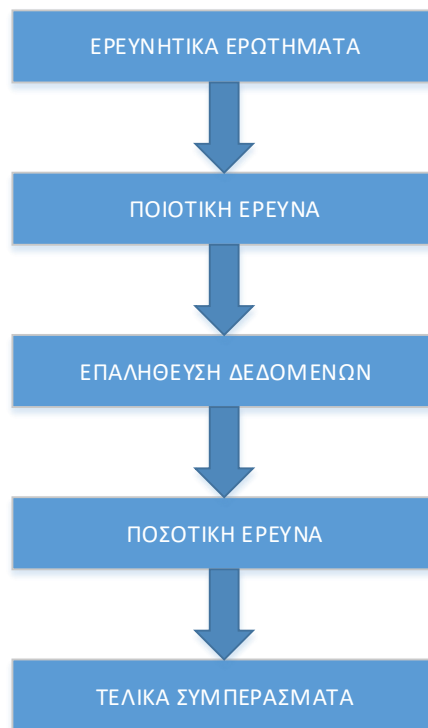 ΕΡΕΥΝΗΤΙΚΑ ΕΡΩΤΗΜΑΤΑ
ΠΟΙΟΤΙΚΗ ΕΡΕΥΝΑ
ΕΠΑΛΗΘΕΥΣΗ ΔΕΔΟΜΕΝΩΝ
ΠΟΣΟΤΙΚΗ ΕΡΕΥΝΑ
ΤΕΛΙΚΑ ΣΥΜΠΕΡΑΣΜΑΤΑ